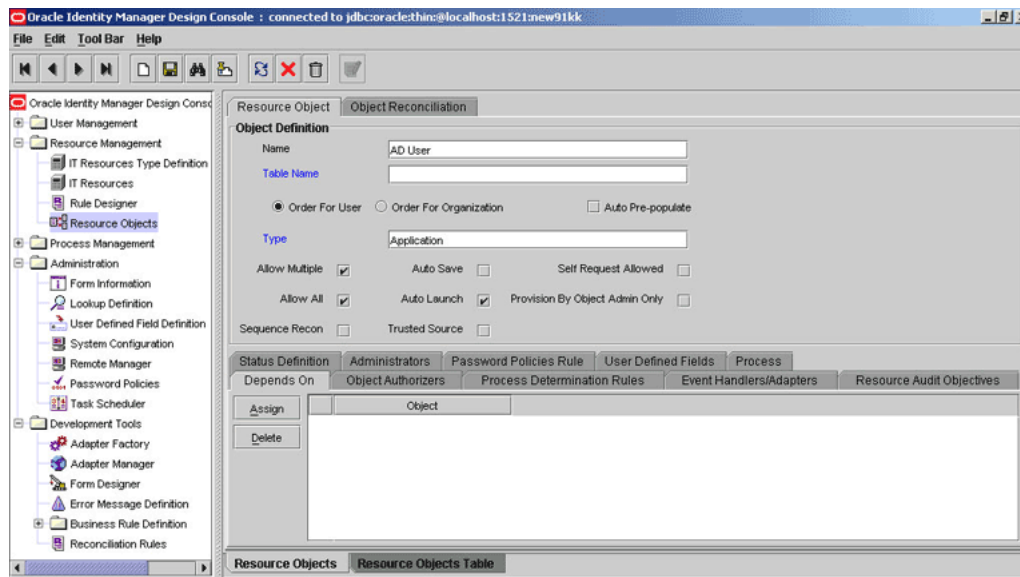 Oracle Identity Manager Design Console : connected to jdbc:oracle:thin:@localhost:1521:new91kk
File Edit Tool Bar Help
Oracle Identity Manager Design Consc
User Management
Resource Management
IT Resources Type Definition
IT Resources
Rule Designer
Resource Objects
Process Management
Administration
Form Information
Lookup Definition
User Defined Field Definition
System Configuration
Remote Manager
Password Policies
Task Scheduler
Development Tools
Adapter Factory
Adapter Manager
Form Designer
Error Message Definition
Business Rule Definition
Reconciliation Rules
Resource Object Object Reconciliation
Object Definition
Name AD User
Table Name
Order For User Order For Organization Auto Pre-populate
Type Application
Allow Multiple Auto Save Self Request Allowed
Allow All Auto Launch Provision By Object Admin Only
Sequence Recon Trusted Source
Status Definition Administrators Password Policies Rule User Defined Fields Process
Depends On Object Authorizers Process Determination Rules Event Handlers/Adapters Resource Audit Objectives
Assign Object
Delete
Resource Objects Resource Objects Table